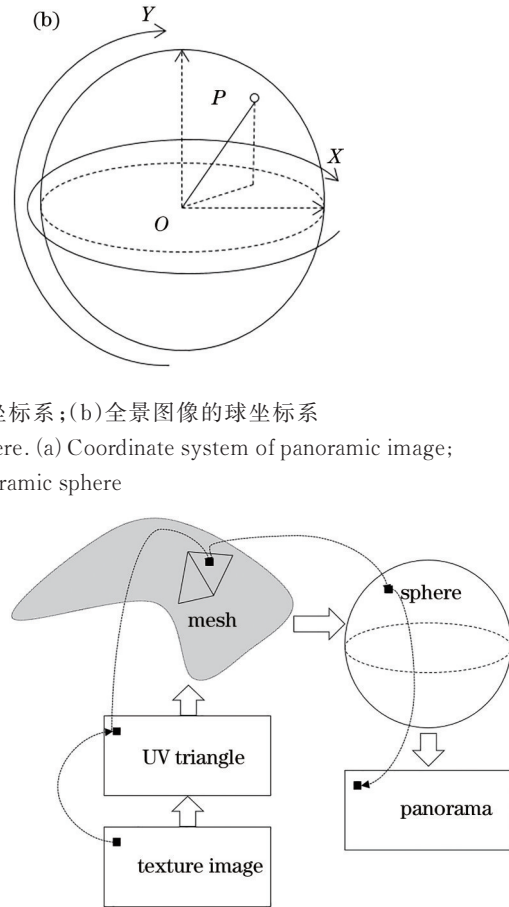 (b)
Y
P
X
O
坐标系;(b)全景图像的球坐标系
ere. (a) Coordinate system of panoramic image;
ramic sphere
mesh
sphere
UV triangle
panorama
texture image